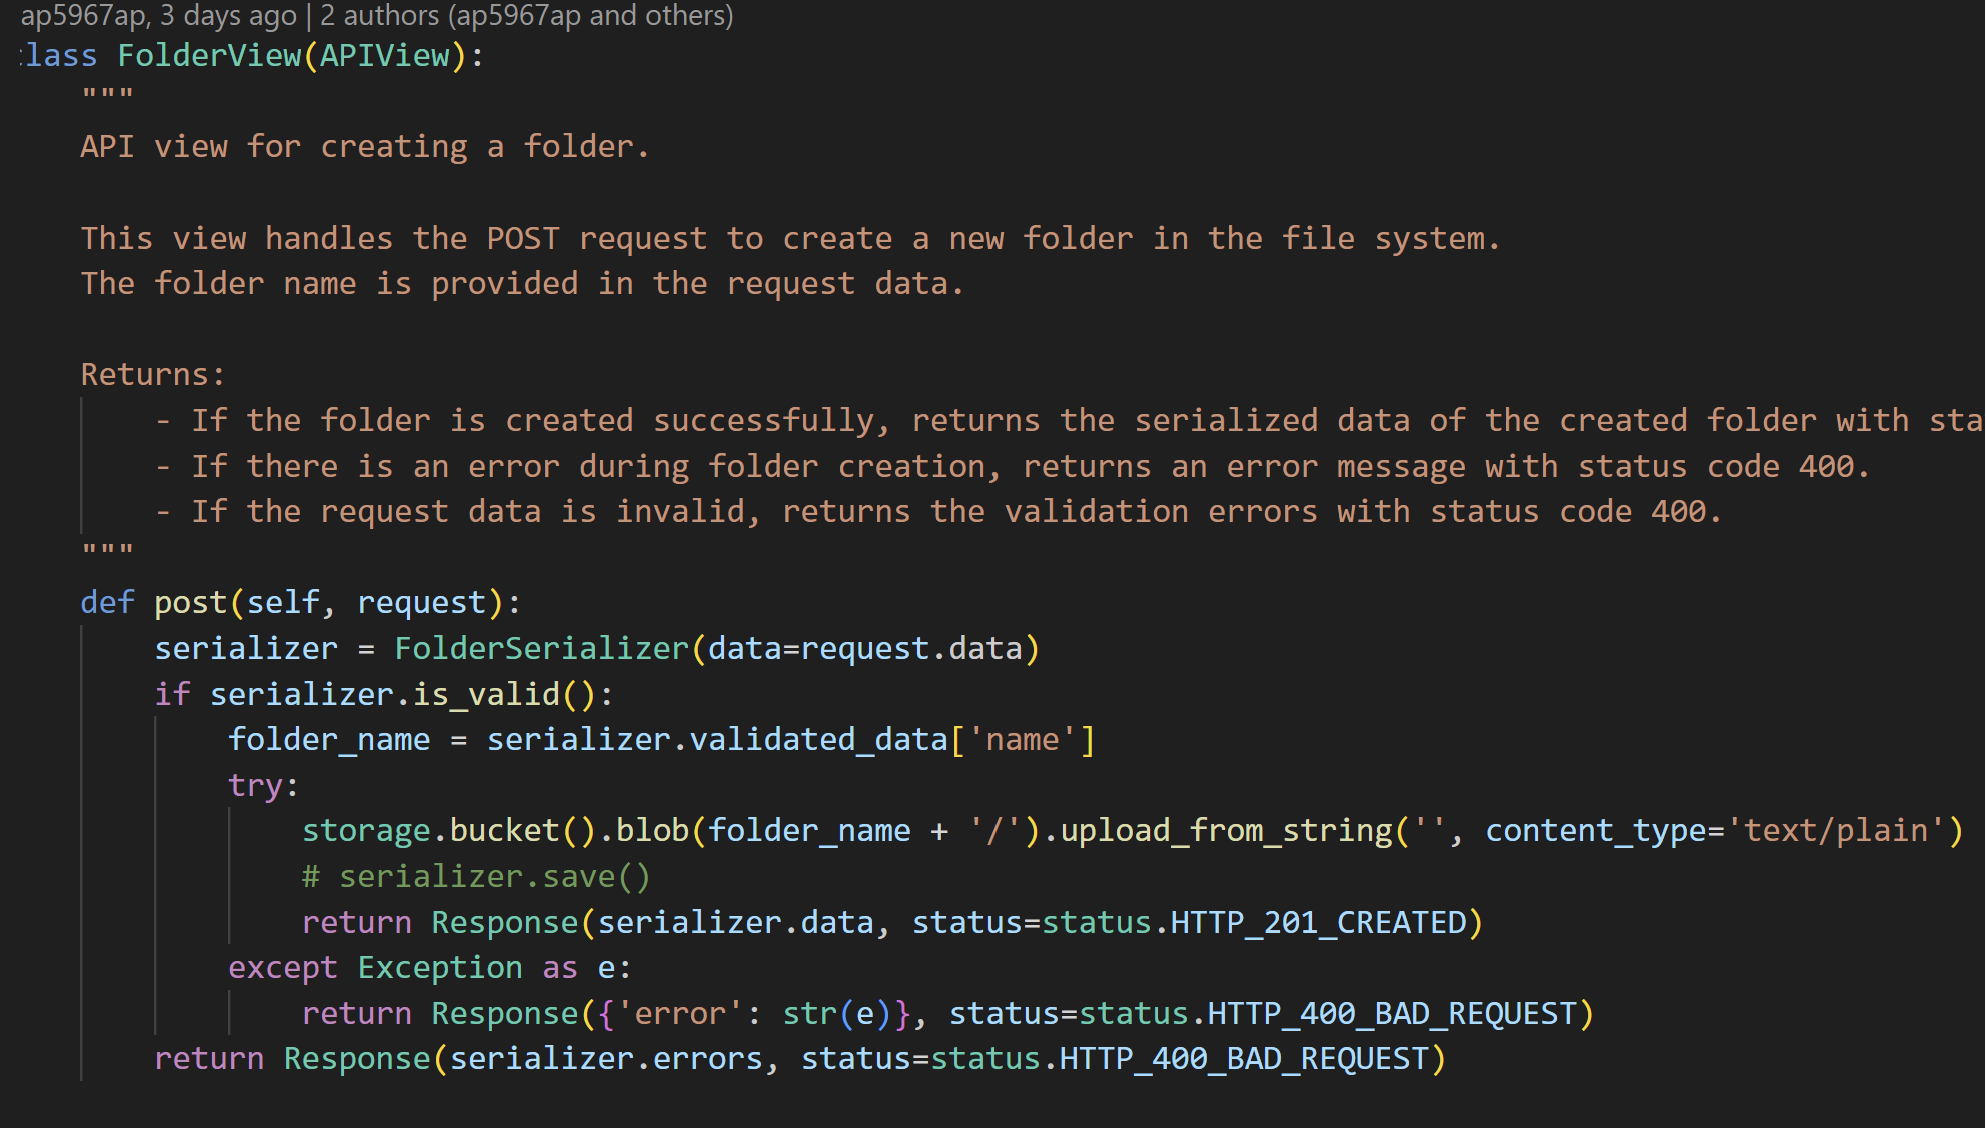 ap5967ap, 3 days ago | 2 authors (ap5967ap and others)
class FolderView(APIView):
    """
    API view for creating a folder.

    This view handles the POST request to create a new folder in the file system.
    The folder name is provided in the request data.

    Returns:
        - If the folder is created successfully, returns the serialized data of the created folder with sta
        - If there is an error during folder creation, returns an error message with status code 400.
        - If the request data is invalid, returns the validation errors with status code 400.
    """
    def post(self, request):
        serializer = FolderSerializer(data=request.data)
        if serializer.is_valid():
            folder_name = serializer.validated_data['name']
            try:
                storage.bucket().blob(folder_name + '/').upload_from_string('', content_type='text/plain')
                # serializer.save()
                return Response(serializer.data, status=status.HTTP_201_CREATED)
            except Exception as e:
                return Response({'error': str(e)}, status=status.HTTP_400_BAD_REQUEST)
        return Response(serializer.errors, status=status.HTTP_400_BAD_REQUEST)